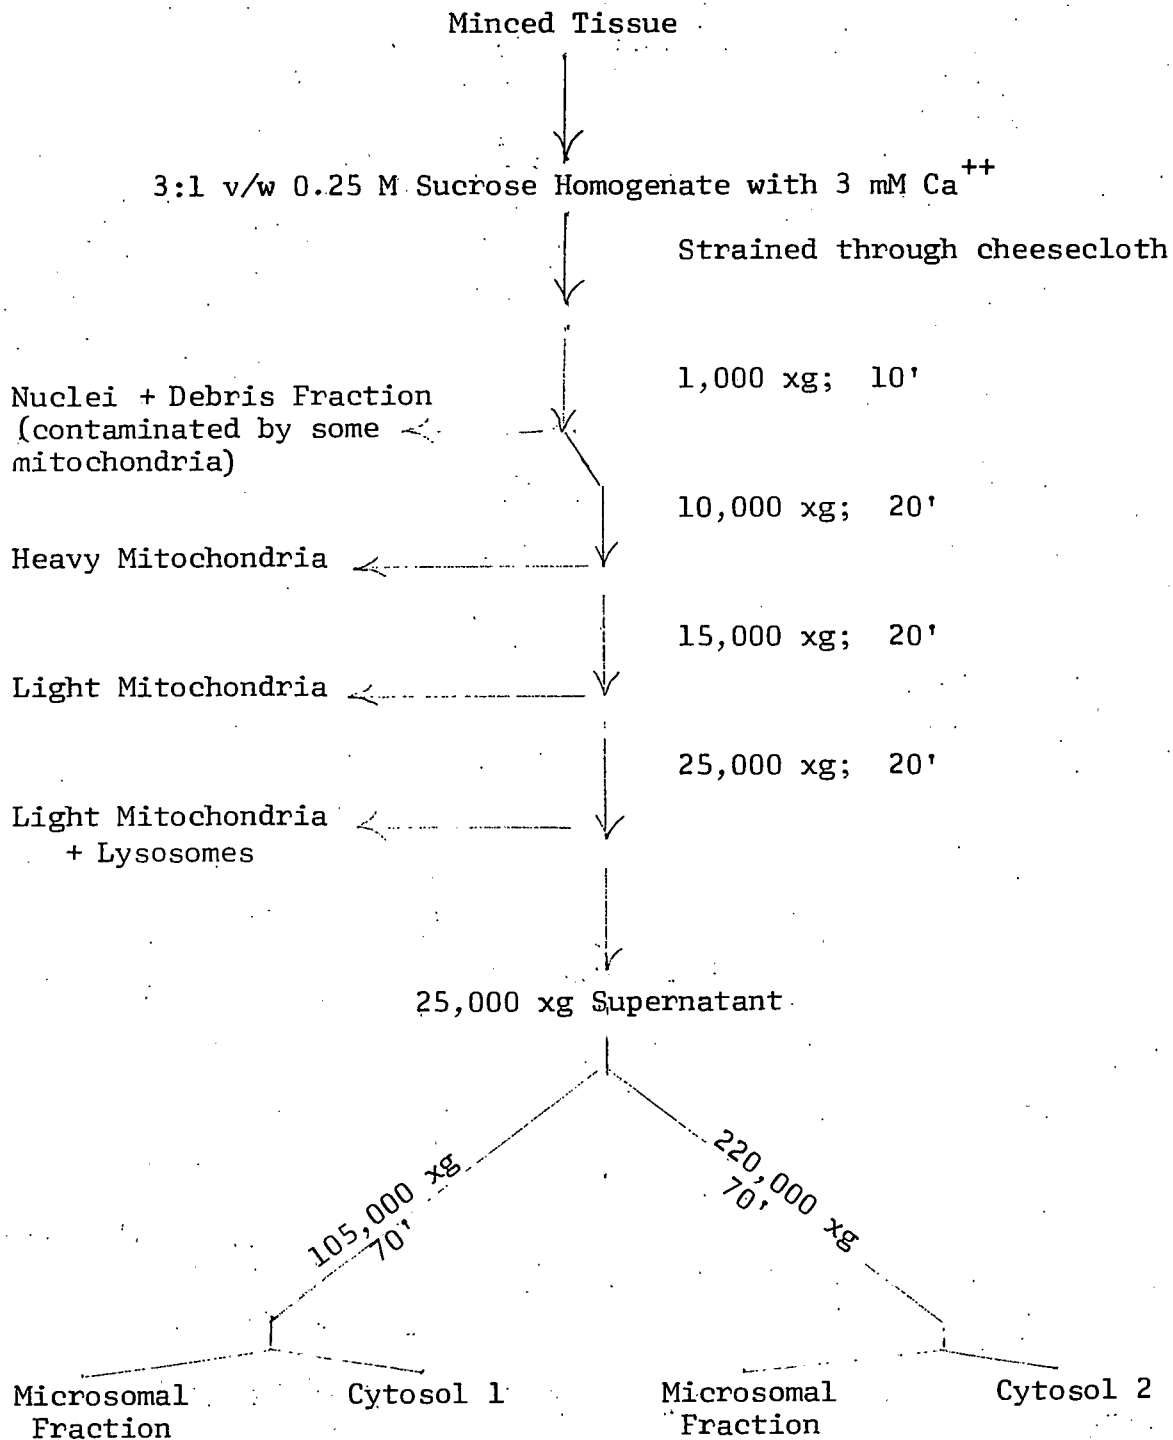 Minced Tissue
3:1 v/w 0.25 M Sucrose Homogenate with 3 mM Ca++
Strained through cheesecloth
1,000 xg; 10'
Nuclei + Debris Fraction
(contaminated by some
mitochondria)
10,000 xg; 20'
Heavy Mitochondria
15,000 xg; 20'
Light Mitochondria
25,000 xg; 20'
Light Mitochondria
+ Lysosomes
25,000 xg Supernatant
105,000 xg
70'
220,000 xg
70'
Microsomal
Fraction
Cytosol 1
Microsomal
Fraction
Cytosol 2